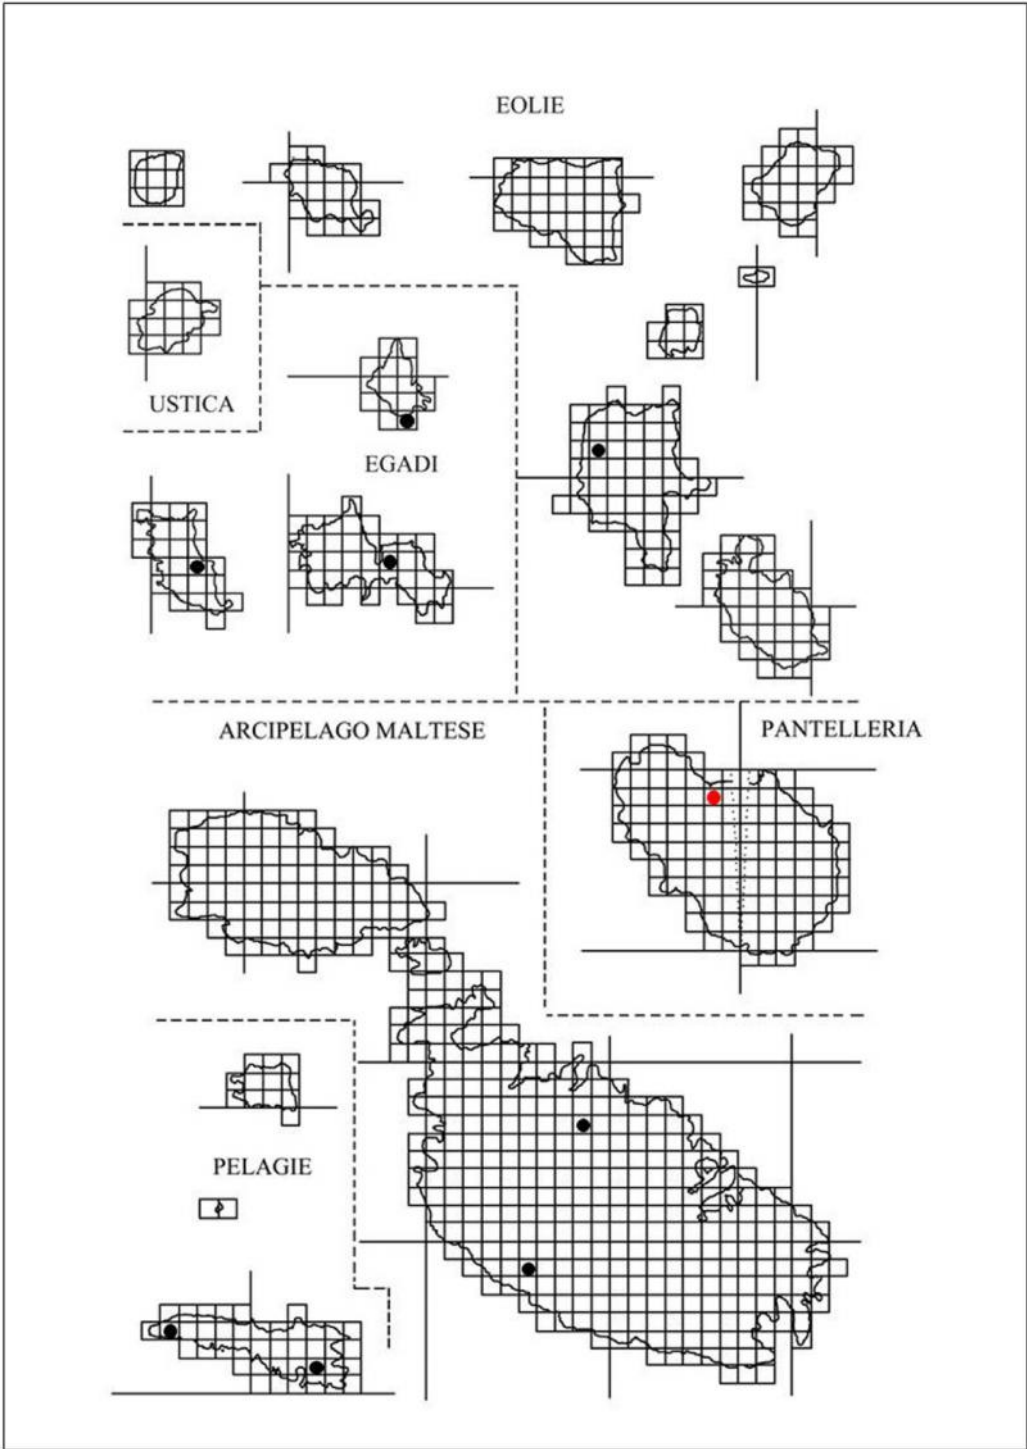 EOLIE
USTICA
EGADI
ARCIPELAGO MALTESE
PANTELLERIA
PELAGIE